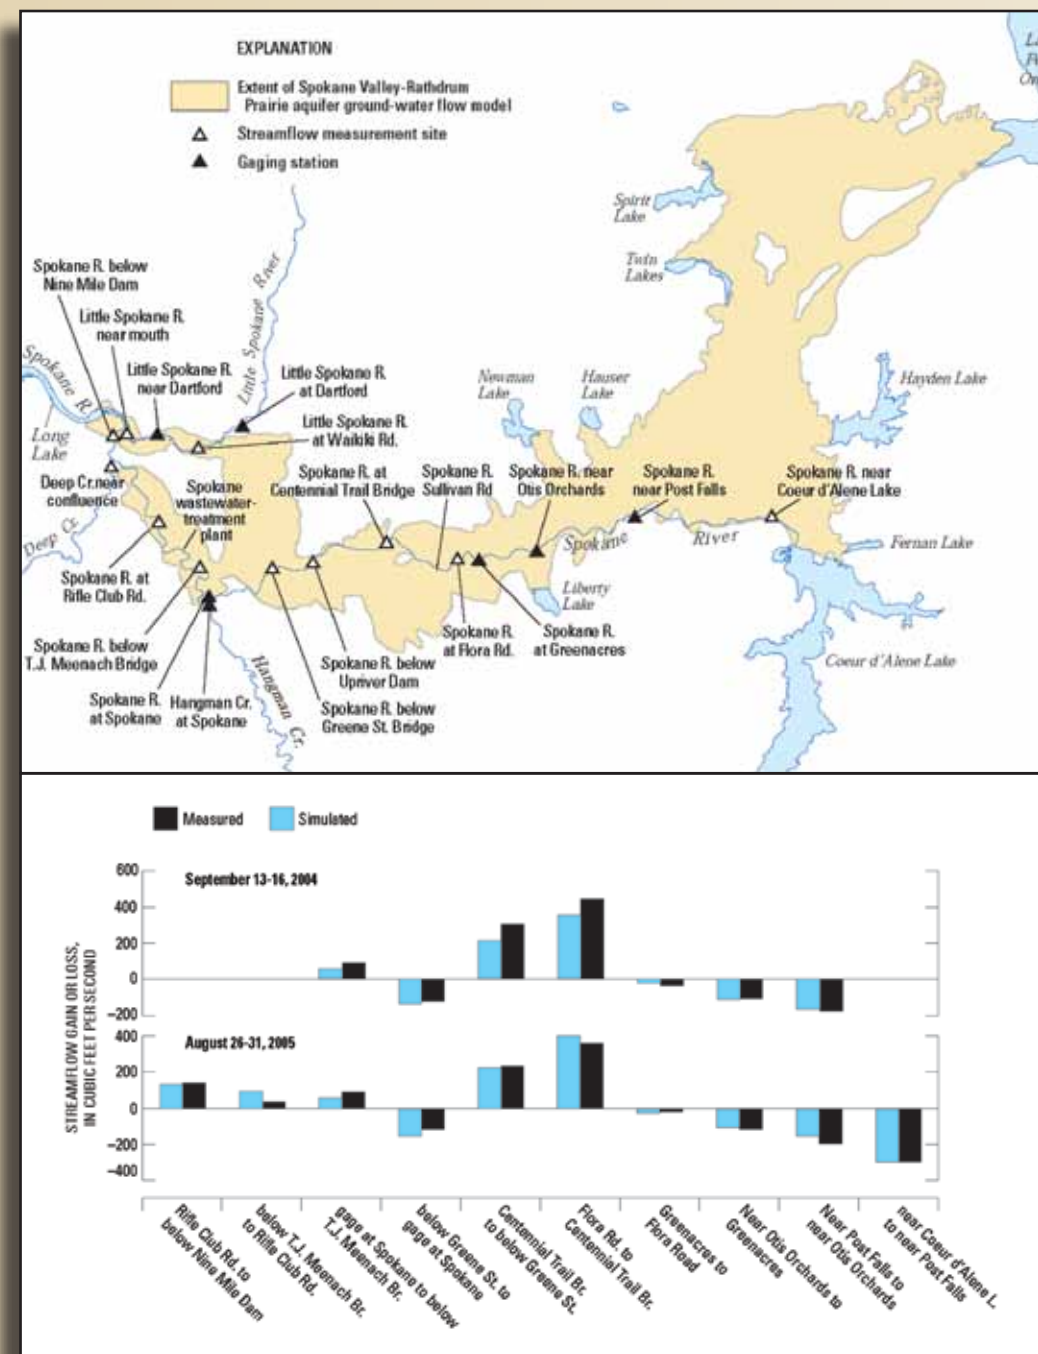 EXPLANATION
Extent of Spokane Valley-Rathdrum
Prairie aquifer ground-water flow model
Streamflow measurement site
Gaging station
Spirit
Lake
Twin
Lakes
Spokane R. below
Nine Mile Dam
Little Spokane R.
near mouth
Little Spokane River
Little Spokane R.
near Dartford
Little Spokane R.
at Dartford
Spokane R.
Newman
Lake
Hauser
Lake
Hayden Lake
Little Spokane R.
at Waikiki Rd.
Long
Lake
Deep Cr. near
confluence
Spokane
wastewater-
treatment
plant
Spokane R. at
Centennial Trail Bridge
Spokane R.
Sullivan Rd
Spokane R. near
Otis Orchards
Spokane R.
near Post Falls
Spokane R. near
Coeur d'Alene Lake
Deep Cr.
Spokane River
Fernan Lake
Spokane R. at
Rifle Club Rd.
Liberty
Lake
Spokane R.
at Flora Rd.
Spokane R.
at Greenacres
Spokane R. below
T.J. Meenach Bridge
Spokane R. below
Upriver Dam
Coeur d'Alene Lake
Spokane R.
at Spokane
Hangman Cr.
at Spokane
Hangman Cr.
Spokane R. below
Greene St. Bridge
Measured
Simulated
STREAMFLOW GAIN OR LOSS,
IN CUBIC FEET PER SECOND
September 13-16, 2004
600
400
200
0
–200
August 26-31, 2005
400
200
0
–200
–400
Rifle Club Rd. to
below Nine Mile Dam
below T.J. Meenach Br.
to Rifle Club Rd.
gage at Spokane to below
T.J. Meenach Br.
below Greene St. to
gage at Spokane
Centennial Trail Br.
to below Greene St.
Flora Rd. to
Centennial Trail Br.
Greenacres to
Flora Road
Near Otis Orchards to
Greenacres
Near Post Falls to
near Otis Orchards
near Coeur d'Alene L.
to near Post Falls